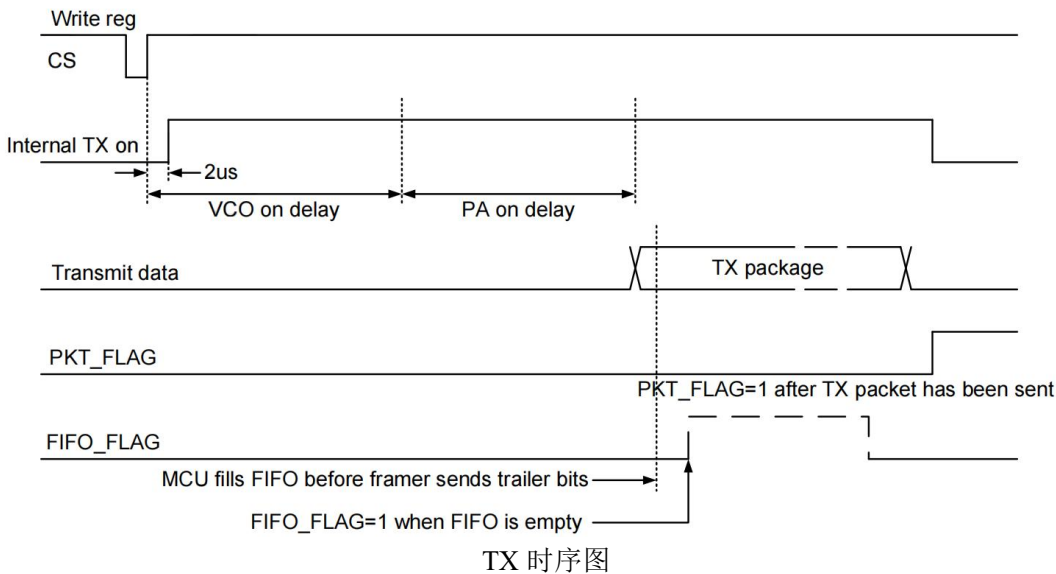 Write reg
CS
Internal TX on
2us
VCO on delay
PA on delay
Transmit data
TX package
PKT_FLAG
PKT_FLAG=1 after TX packet has been sent
FIFO_FLAG
MCU fills FIFO before framer sends trailer bits
FIFO_FLAG=1 when FIFO is empty
TX 时序图